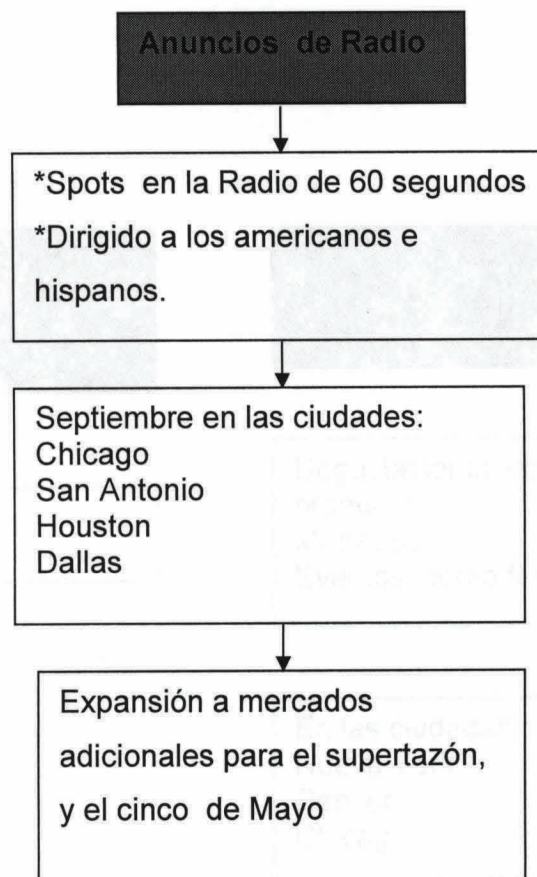 Anuncios de Radio
*Spots en la Radio de 60 segundos
*Dirigido a los americanos e
hispanos.
Septiembre en las ciudades:
Chicago
San Antonio
Houston
Dallas
Expansión a mercados
adicionales para el supertazón,
y el cinco de Mayo